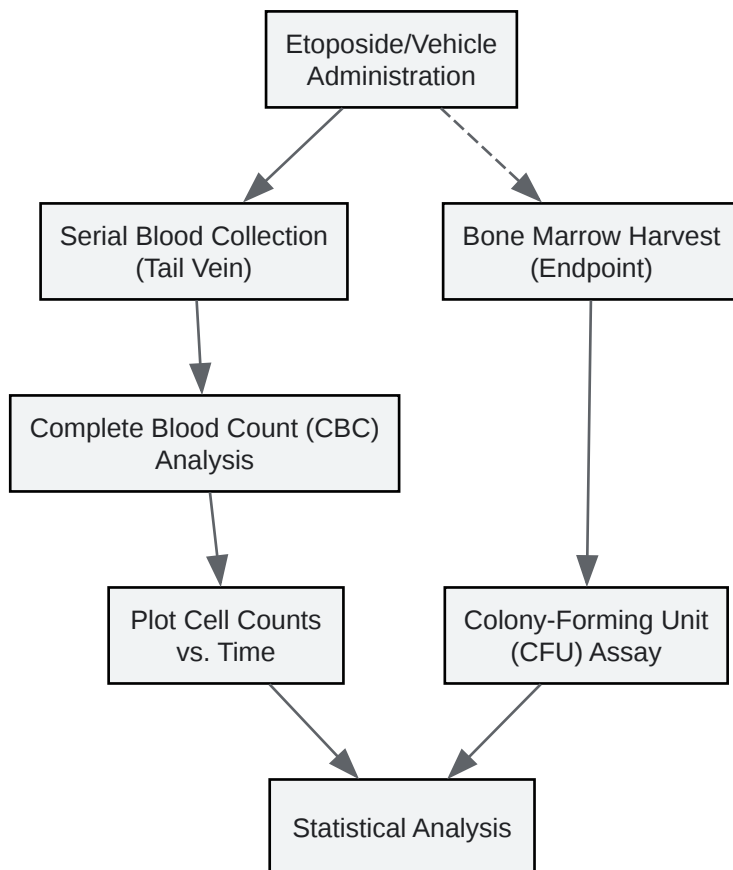 Etoposide/Vehicle
Administration
Serial Blood Collection
(Tail Vein)
Bone Marrow Harvest
(Endpoint)
Complete Blood Count (CBC)
Analysis
Plot Cell Counts
vs. Time
Colony-Forming Unit
(CFU) Assay
Statistical Analysis